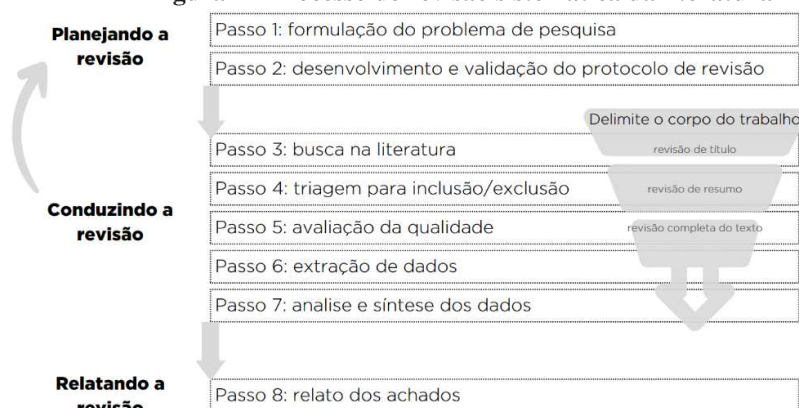 Planejando a
revisão
Passo 1: formulação do problema de pesquisa
Passo 2: desenvolvimento e validação do protocolo de revisão
Delimite o corpo do trabalho
Conduzindo a
revisão
Passo 3: busca na literatura
revisão de título
Passo 4: triagem para inclusão/exclusão
revisão de resumo
Passo 5: avaliação da qualidade
revisão completa do texto
Passo 6: extração de dados
Passo 7: analise e síntese dos dados
Relatando a
revisão
Passo 8: relato dos achados